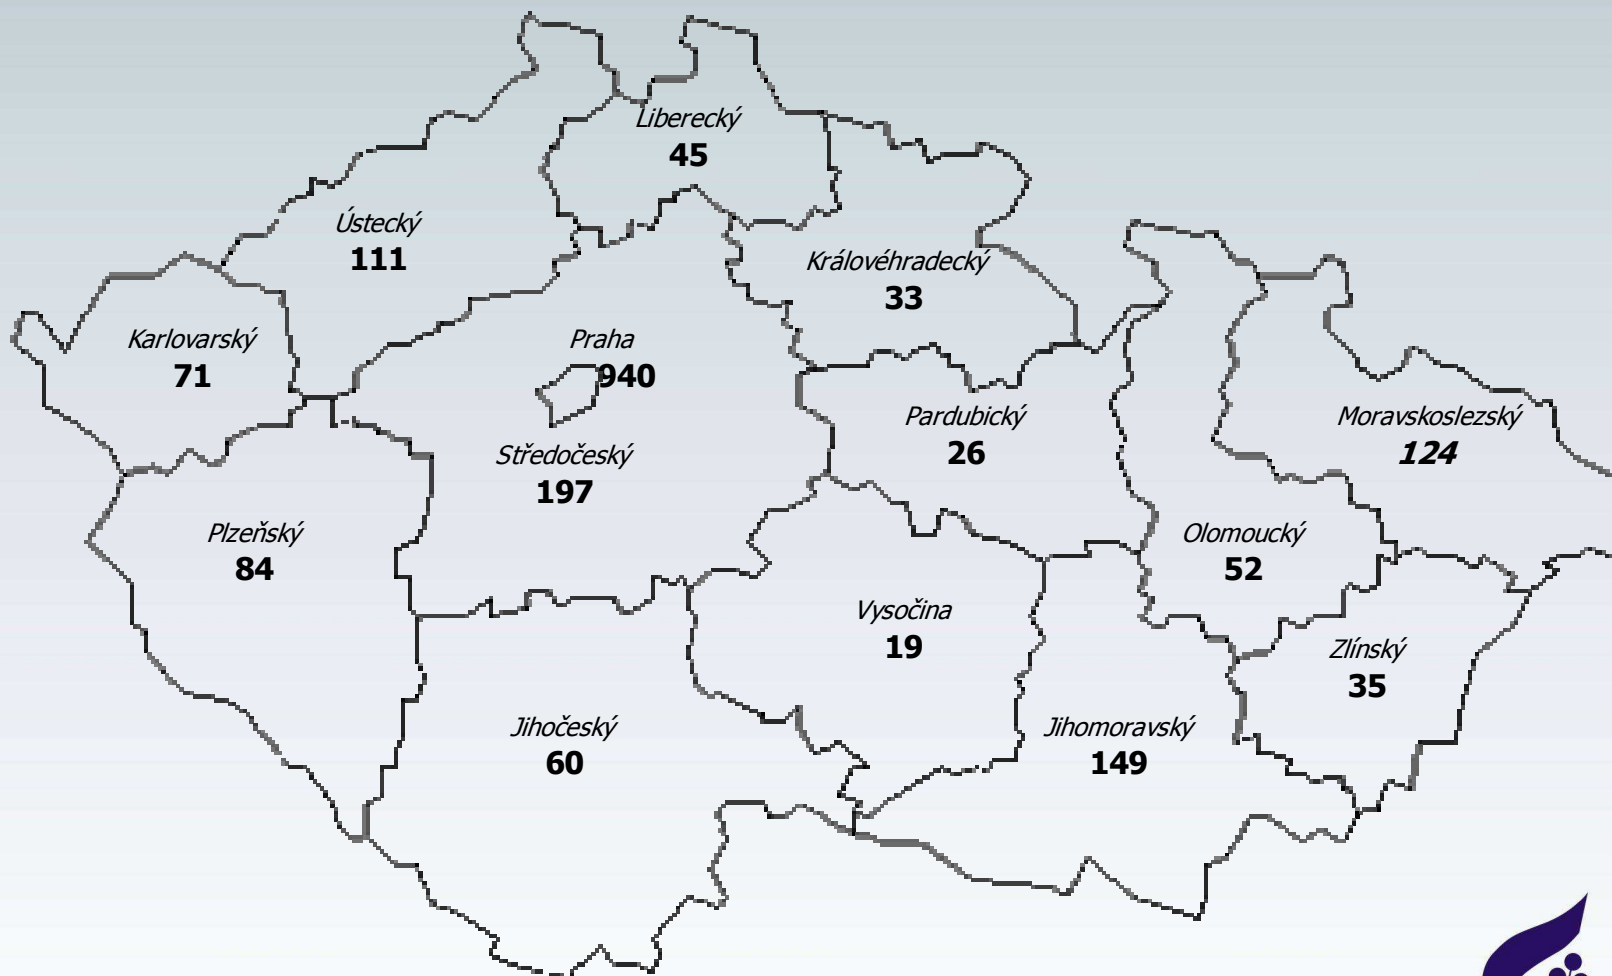 Liberecký
45
Ústecký
111
Královéhradecký
33
Karlovarský
71
Praha
940
Pardubický
26
Moravskoslezský
124
Středočeský
197
Plzeňský
84
Olomoucký
52
Vysočina
19
Zlínský
35
Jihočeský
60
Jihomoravský
149